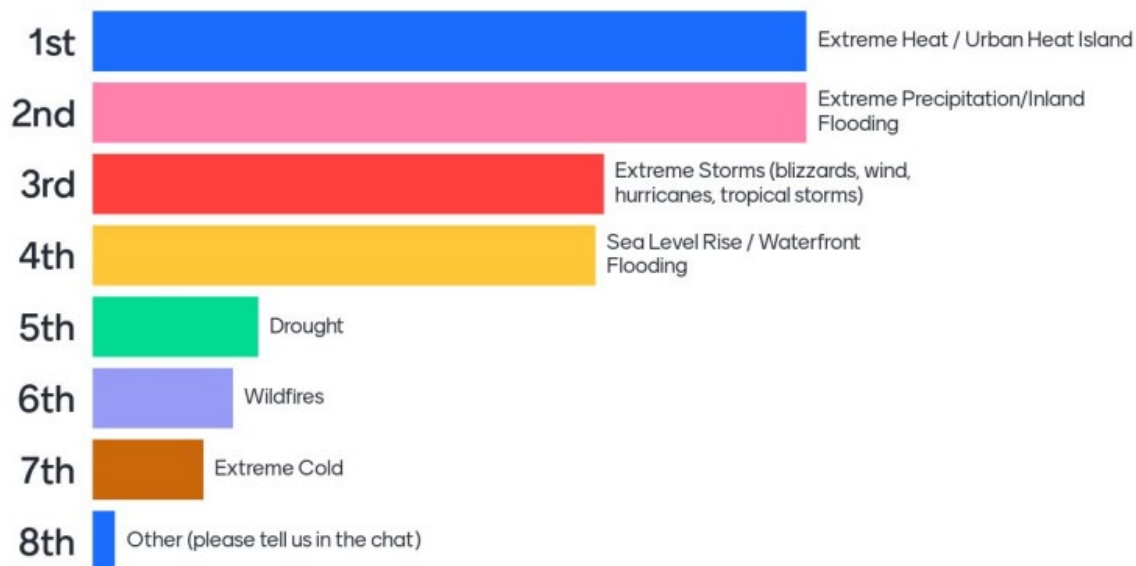 1st
Extreme Heat / Urban Heat Island
2nd
Extreme Precipitation/Inland
Flooding
3rd
Extreme Storms (blizzards, wind,
hurricanes, tropical storms)
4th
Sea Level Rise / Waterfront
Flooding
5th
Drought
6th
Wildfires
7th
Extreme Cold
8th
Other (please tell us in the chat)